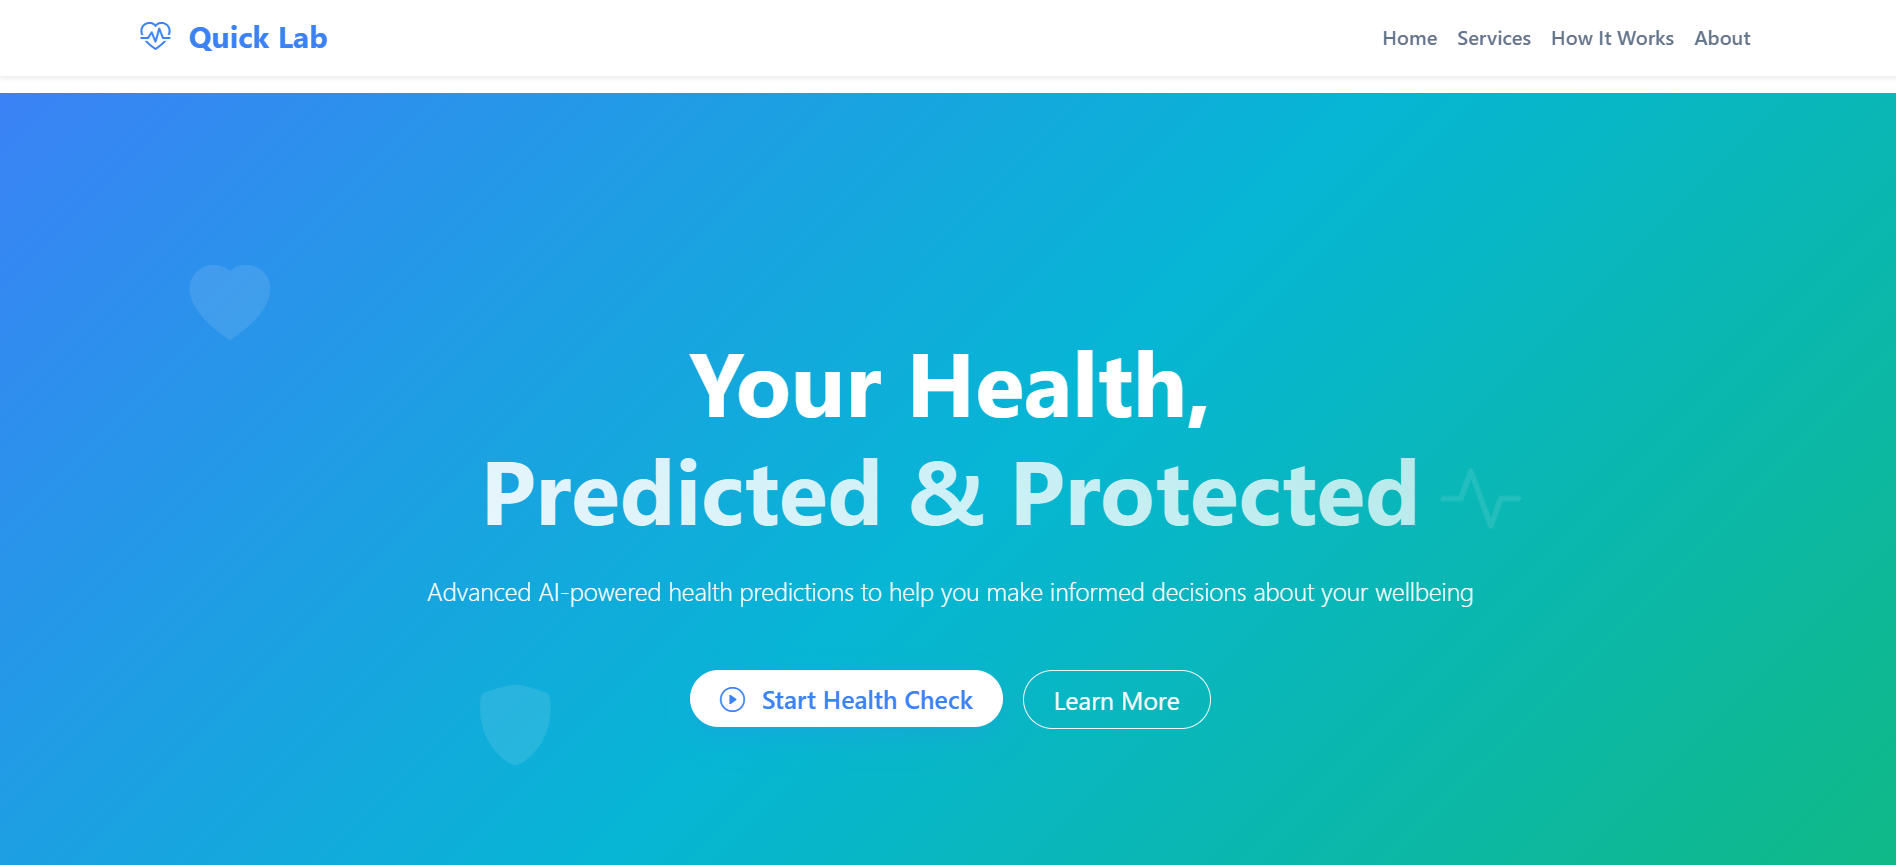 Quick Lab
Home Services How It Works About
Your Health,
Predicted & Protected
Advanced AI-powered health predictions to help you make informed decisions about your wellbeing
Start Health Check
Learn More